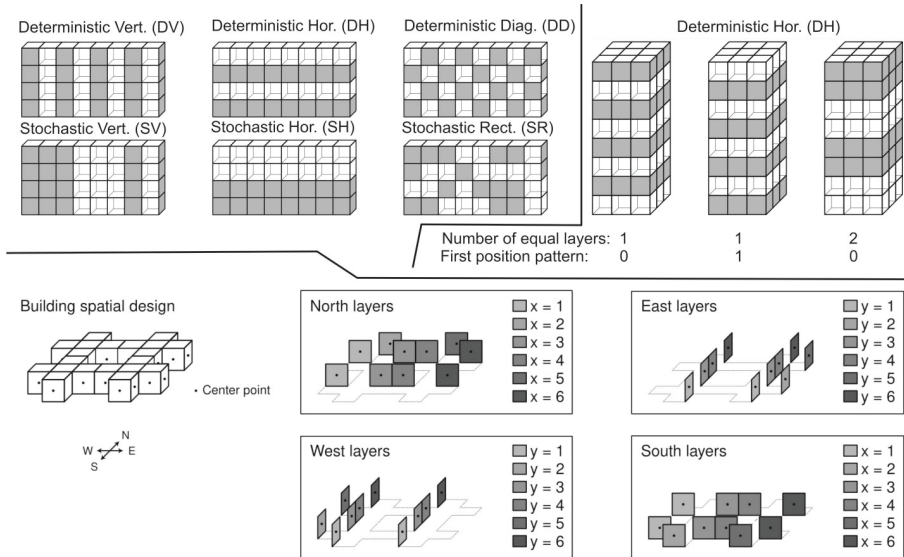 Deterministic Vert. (DV)
Deterministic Hor. (DH)
Deterministic Diag. (DD)
Stochastic Vert. (SV)
Stochastic Hor. (SH)
Stochastic Rect. (SR)
Deterministic Hor. (DH)
Number of equal layers: 1 1 2
First position pattern: 0 1 0
Building spatial design
Center point
N
W E
S
North layers
x = 1
x = 2
x = 3
x = 4
x = 5
x = 6
East layers
y = 1
y = 2
y = 3
y = 4
y = 5
y = 6
West layers
y = 1
y = 2
y = 3
y = 4
y = 5
y = 6
South layers
x = 1
x = 2
x = 3
x = 4
x = 5
x = 6